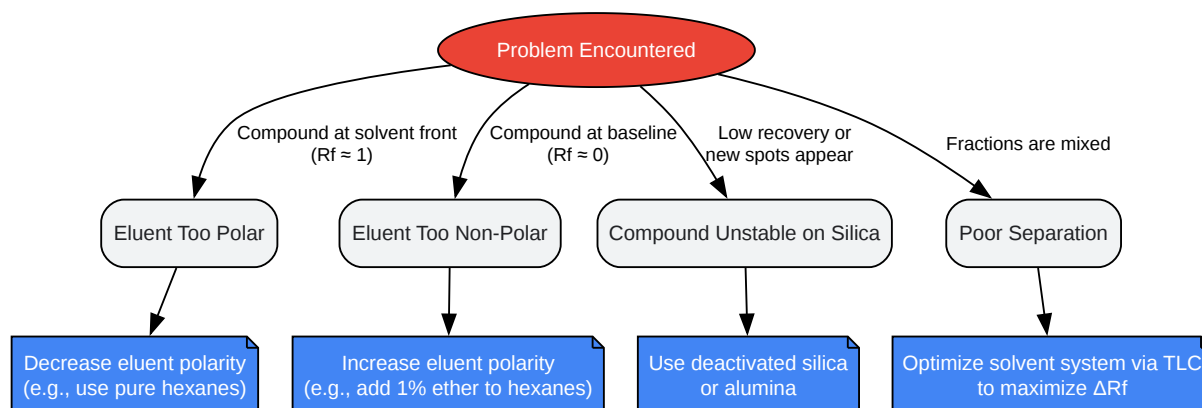 Problem Encountered
Compound at solvent front
(Rf ≈ 1)
Compound at baseline
(Rf ≈ 0)
Low recovery or
new spots appear
Fractions are mixed
Eluent Too Polar
Eluent Too Non-Polar
Compound Unstable on Silica
Poor Separation
Decrease eluent polarity
(e.g., use pure hexanes)
Increase eluent polarity
(e.g., add 1% ether to hexanes)
Use deactivated silica
or alumina
Optimize solvent system via TLC
to maximize ΔRf